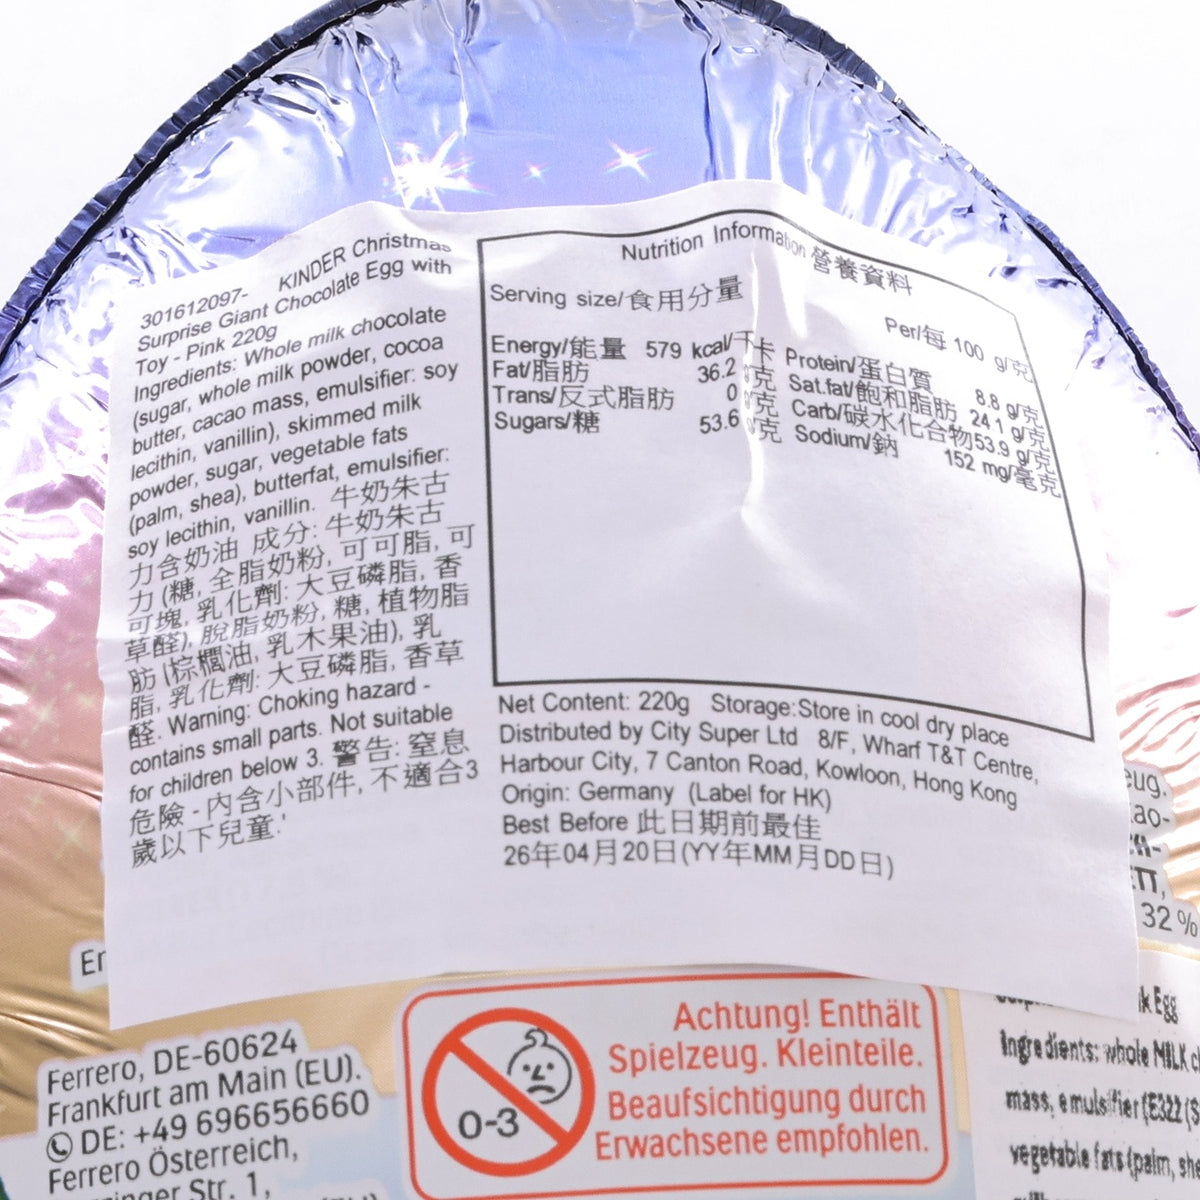 301612097- KINDER Christmas
Surprise Giant Chocolate Egg with
Toy - Pink 220g
Ingredients: Whole milk chocolate
(sugar, whole milk powder, cocoa
butter, cacao mass, emulsifier: soy
lecithin, vanillin), skimmed milk
powder, sugar, vegetable fats
(palm, shea), butterfat, emulsifier:
soy lecithin, vanillin. 牛奶朱古
力含奶油 成分: 牛奶朱古
力 (糖, 全脂奶粉, 可可脂, 可
可塊, 乳化劑: 大豆磷脂, 香
草醛), 脫脂奶粉, 糖, 植物脂
肪 (棕櫚油, 乳木果油), 乳
脂, 乳化劑: 大豆磷脂, 香草
醛. Warning: Choking hazard -
contains small parts. Not suitable
for children below 3. 警告: 窒息
危險 - 內含小部件, 不適合3
歲以下兒童.
Nutrition Information 營養資料
Serving size/食用分量
Per/每 100 g/克
Energy/能量 579 kcal/千卡 Protein/蛋白質 8.8 g/克
Fat/脂肪 36.2 g/克 Sat.fat/飽和脂肪 24.1 g/克
Trans/反式脂肪 0 g/克 Carb/碳水化合物 53.9 g/克
Sugars/糖 53.6 g/克 Sodium/鈉 152 mg/毫克
Net Content: 220g Storage:Store in cool dry place
Distributed by City Super Ltd 8/F, Wharf T&T Centre,
Harbour City, 7 Canton Road, Kowloon, Hong Kong
Origin: Germany (Label for HK)
Best Before 此日期前最佳
26年04月20日(YY年MM月DD日)
32 %
Ferrero, DE-60624
Frankfurt am Main (EU).
DE: +49 696656660
Ferrero Österreich,
Str. 1,
0-3
Achtung! Enthält
Spielzeug. Kleinteile.
Beaufsichtigung durch
Erwachsene empfohlen.
Egg
Ingredients: whole MILK
mass, emulsifier (E322
vegetable fats (palm,